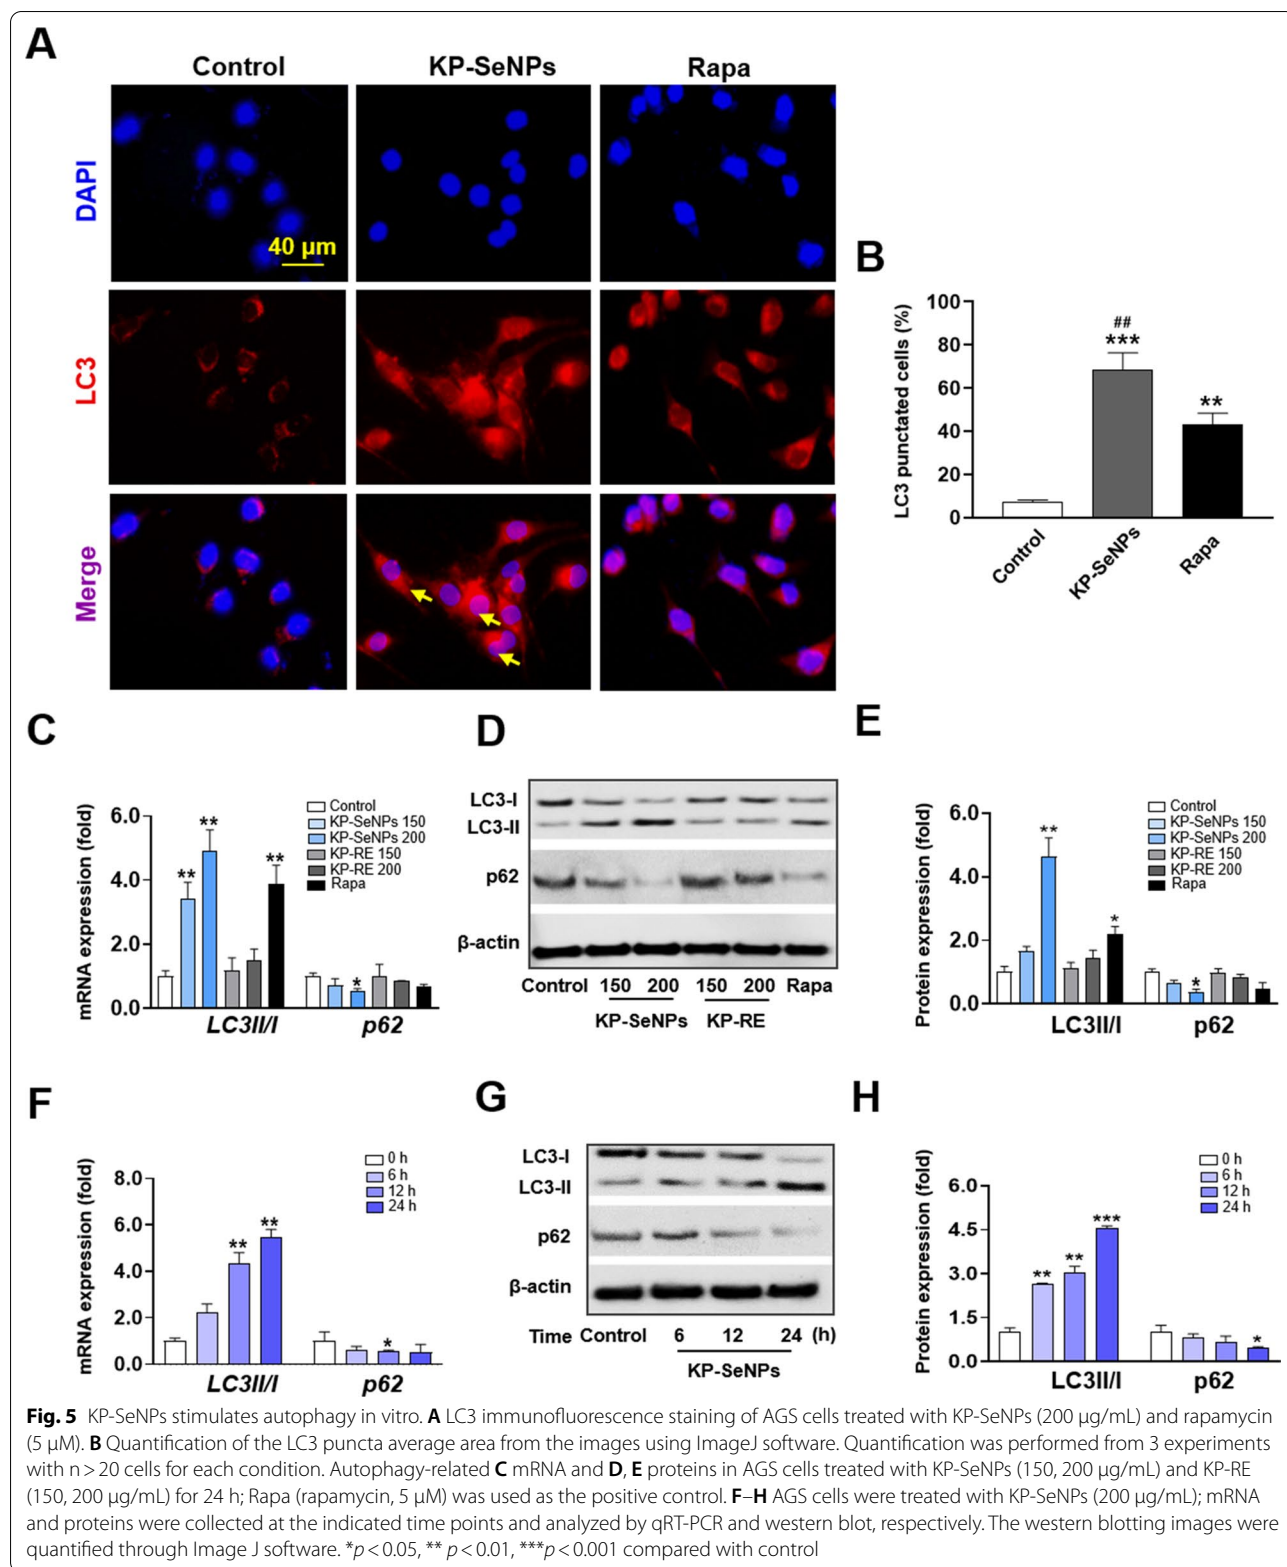 A
Control KP-SeNPs Rapa
DAPI
40 µm
LC3
Merge
B
LC3 punctated cells (%)
100
80
60
40
20
0
##
***
**
Control
KP-SeNPs
Rapa
C
mRNA expression (fold)
6.0
4.0
2.0
0.0
**
**
**
*
Control
KP-SeNPs 150
KP-SeNPs 200
KP-RE 150
KP-RE 200
Rapa
LC3II/I p62
D
LC3-I
LC3-II
p62
β-actin
Control 150 200 150 200 Rapa
KP-SeNPs KP-RE
E
Protein expression (fold)
6.0
4.0
2.0
0.0
**
*
*
Control
KP-SeNPs 150
KP-SeNPs 200
KP-RE 150
KP-RE 200
Rapa
LC3II/I p62
F
mRNA expression (fold)
8.0
6.0
4.0
2.0
0.0
**
**
*
0 h
6 h
12 h
24 h
LC3II/I p62
G
LC3-I
LC3-II
p62
β-actin
Time Control 6 12 24 (h)
KP-SeNPs
H
Protein expression (fold)
6.0
4.5
3.0
1.5
0.0
**
**
***
*
0 h
6 h
12 h
24 h
LC3II/I p62
Fig. 5 KP-SeNPs stimulates autophagy in vitro. A LC3 immunofluorescence staining of AGS cells treated with KP-SeNPs (200 µg/mL) and rapamycin
(5 µM). B Quantification of the LC3 puncta average area from the images using ImageJ software. Quantification was performed from 3 experiments
with n > 20 cells for each condition. Autophagy-related C mRNA and D, E proteins in AGS cells treated with KP-SeNPs (150, 200 µg/mL) and KP-RE
(150, 200 µg/mL) for 24 h; Rapa (rapamycin, 5 µM) was used as the positive control. F–H AGS cells were treated with KP-SeNPs (200 µg/mL); mRNA
and proteins were collected at the indicated time points and analyzed by qRT-PCR and western blot, respectively. The western blotting images were
quantified through Image J software. *p < 0.05, ** p < 0.01, ***p < 0.001 compared with control